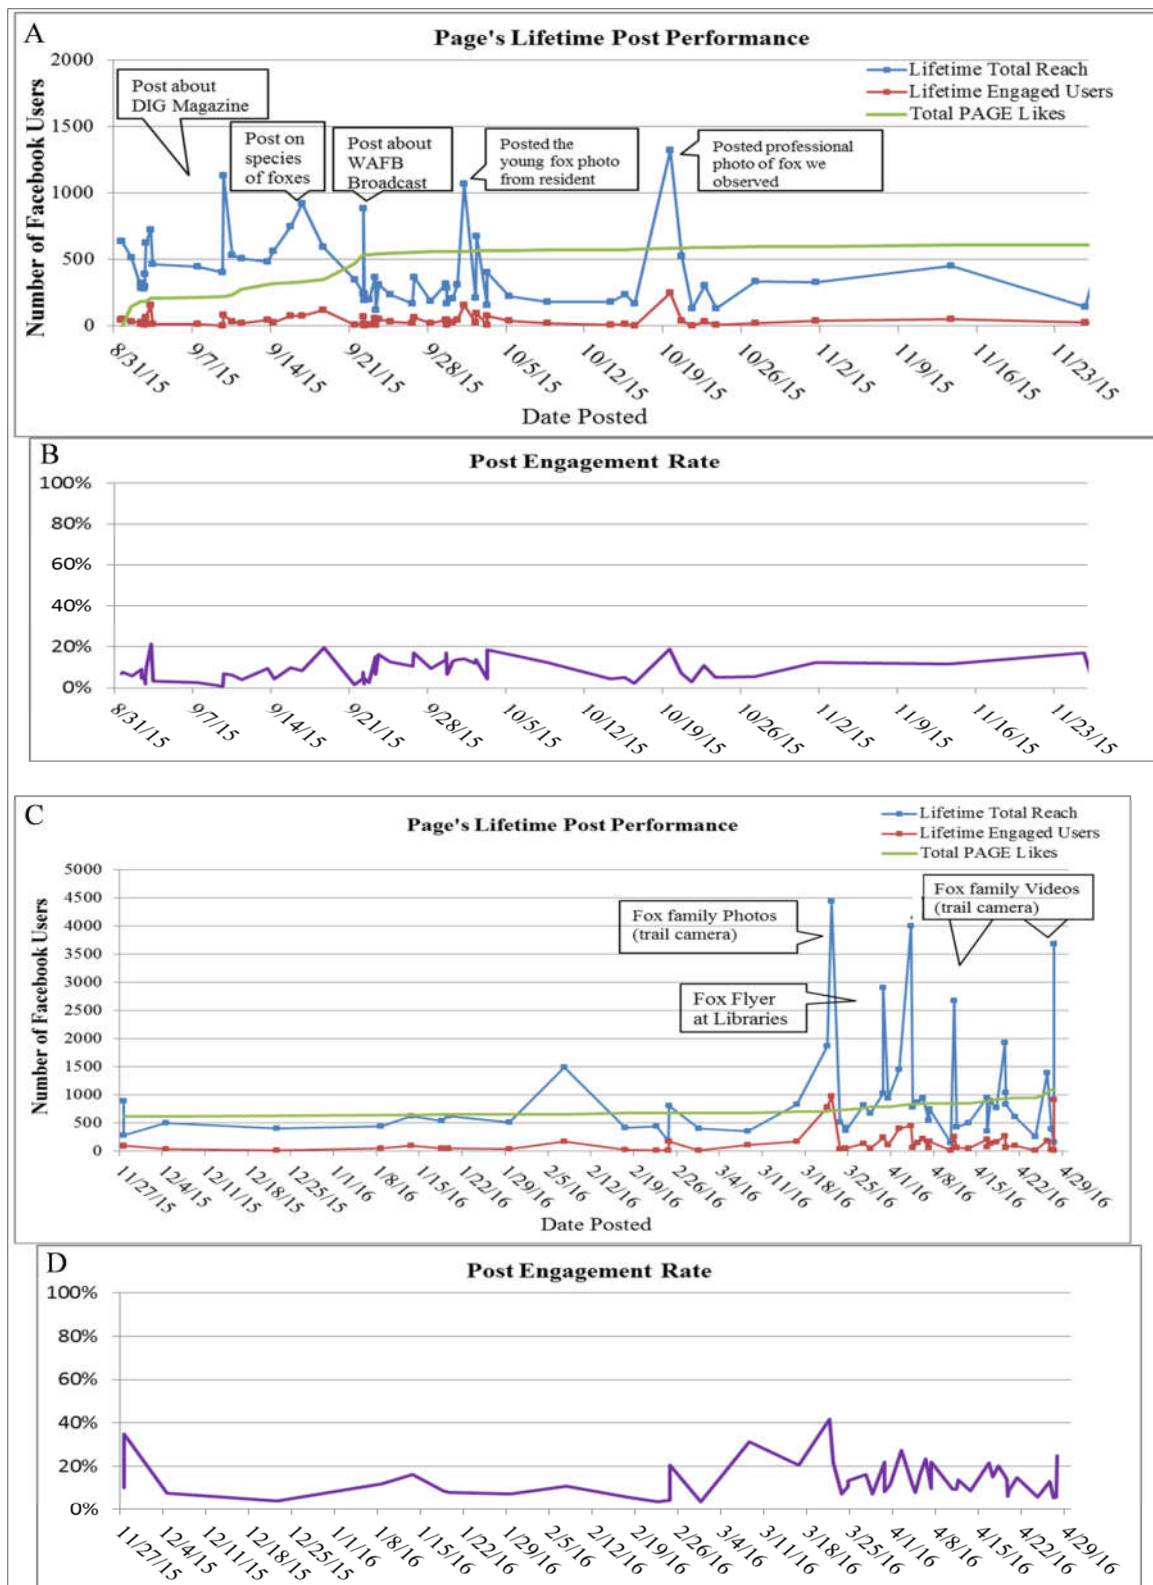 A
Page's Lifetime Post Performance
Number of Facebook Users
2000
1500
1000
500
0
Lifetime Total Reach
Lifetime Engaged Users
Total PAGE Likes
Post about
DIG Magazine
Post on
species
of foxes
Post about
WAFB
Broadcast
Posted the
young fox photo
from resident
Posted professional
photo of fox we
observed
8/31/15
9/7/15
9/14/15
9/21/15
9/28/15
10/5/15
10/12/15
10/19/15
10/26/15
11/2/15
11/9/15
11/16/15
11/23/15
Date Posted
B
Post Engagement Rate
100%
80%
60%
40%
20%
0%
8/31/15
9/7/15
9/14/15
9/21/15
9/28/15
10/5/15
10/12/15
10/19/15
10/26/15
11/2/15
11/9/15
11/16/15
11/23/15
C
Page's Lifetime Post Performance
Lifetime Total Reach
Lifetime Engaged Users
Total PAGE Likes
Number of Facebook Users
5000
4500
4000
3500
3000
2500
2000
1500
1000
500
0
Fox family Photos
(trail camera)
Fox Flyer
at Libraries
Fox family Videos
(trail camera)
11/27/15
12/4/15
12/11/15
12/18/15
12/25/15
1/1/16
1/8/16
1/15/16
1/22/16
1/29/16
2/5/16
2/12/16
2/19/16
2/26/16
3/4/16
3/11/16
3/18/16
3/25/16
4/1/16
4/8/16
4/15/16
4/22/16
4/29/16
Date Posted
D
Post Engagement Rate
100%
80%
60%
40%
20%
0%
11/27/15
12/4/15
12/11/15
12/18/15
12/25/15
1/1/16
1/8/16
1/15/16
1/22/16
1/29/16
2/5/16
2/12/16
2/19/16
2/26/16
3/4/16
3/11/16
3/18/16
3/25/16
4/1/16
4/8/16
4/15/16
4/22/16
4/29/16